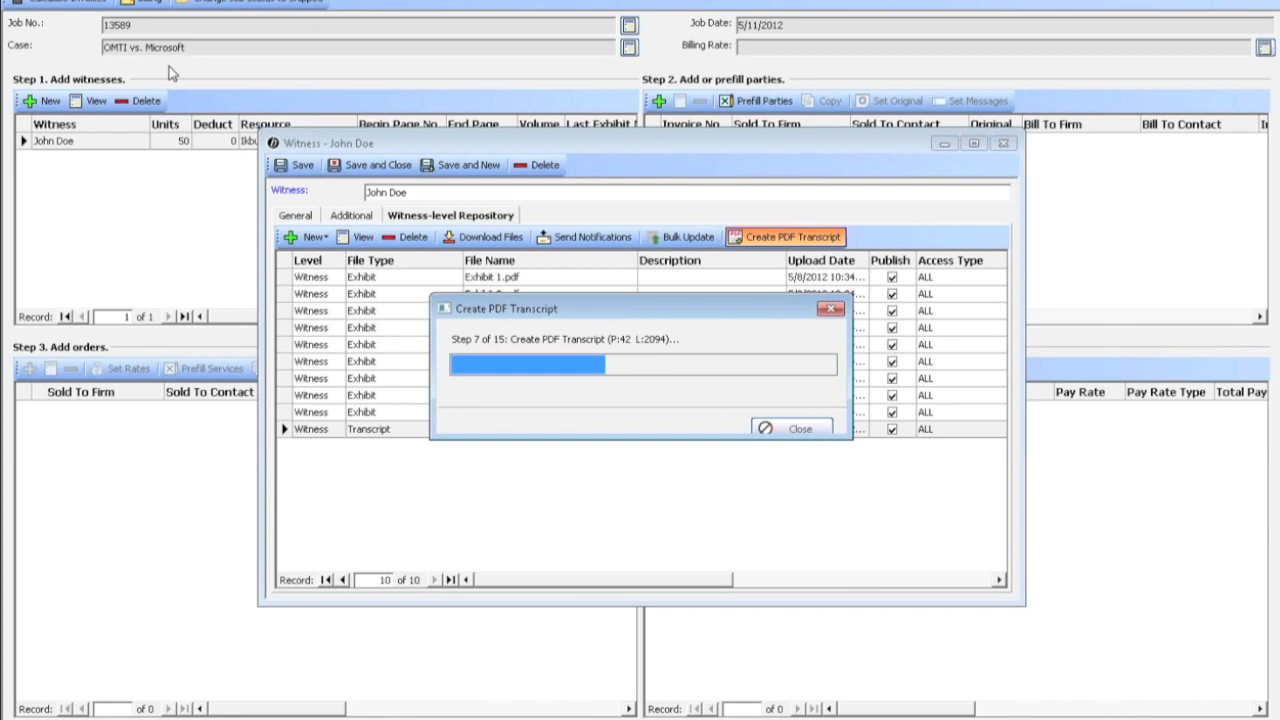 Calculate Invoices Billing Change Job Status to Shipped
Job No.: 13589 Job Date: 5/11/2012
Case: OMTI vs. Microsoft Billing Rate:
Step 1. Add witnesses. Step 2. Add or prefill parties.
New View Delete Prefill Parties Copy Set Original Set Messages
Witness Units Deduct Resource Begin Page No End Page Volume Last Exhibit Invoice No Sold To Firm Sold To Contact Original Bill To Firm Bill To Contact
John Doe 50 0
Witness - John Doe
Save Save and Close Save and New Delete
Witness: John Doe
General Additional Witness-level Repository
New View Delete Download Files Send Notifications Bulk Update Create PDF Transcript
Level File Type File Name Description Upload Date Publish Access Type
Witness Exhibit Exhibit 1.pdf 5/8/2012 10:34... ALL
Witness Exhibit ALL
Witness Exhibit ALL
Witness Exhibit ALL
Witness Exhibit ALL
Witness Exhibit ALL
Witness Exhibit ALL
Witness Exhibit ALL
Witness Exhibit ALL
Witness Transcript ... ALL
Create PDF Transcript
Step 7 of 15: Create PDF Transcript (P:42 L:2094)...
Close
Record: 10 of 10
Record: 1 of 1
Step 3. Add orders.
Set Rates Prefill Services
Sold To Firm Sold To Contact Pay Rate Pay Rate Type Total Pay
Record: of 0 Record: of 0